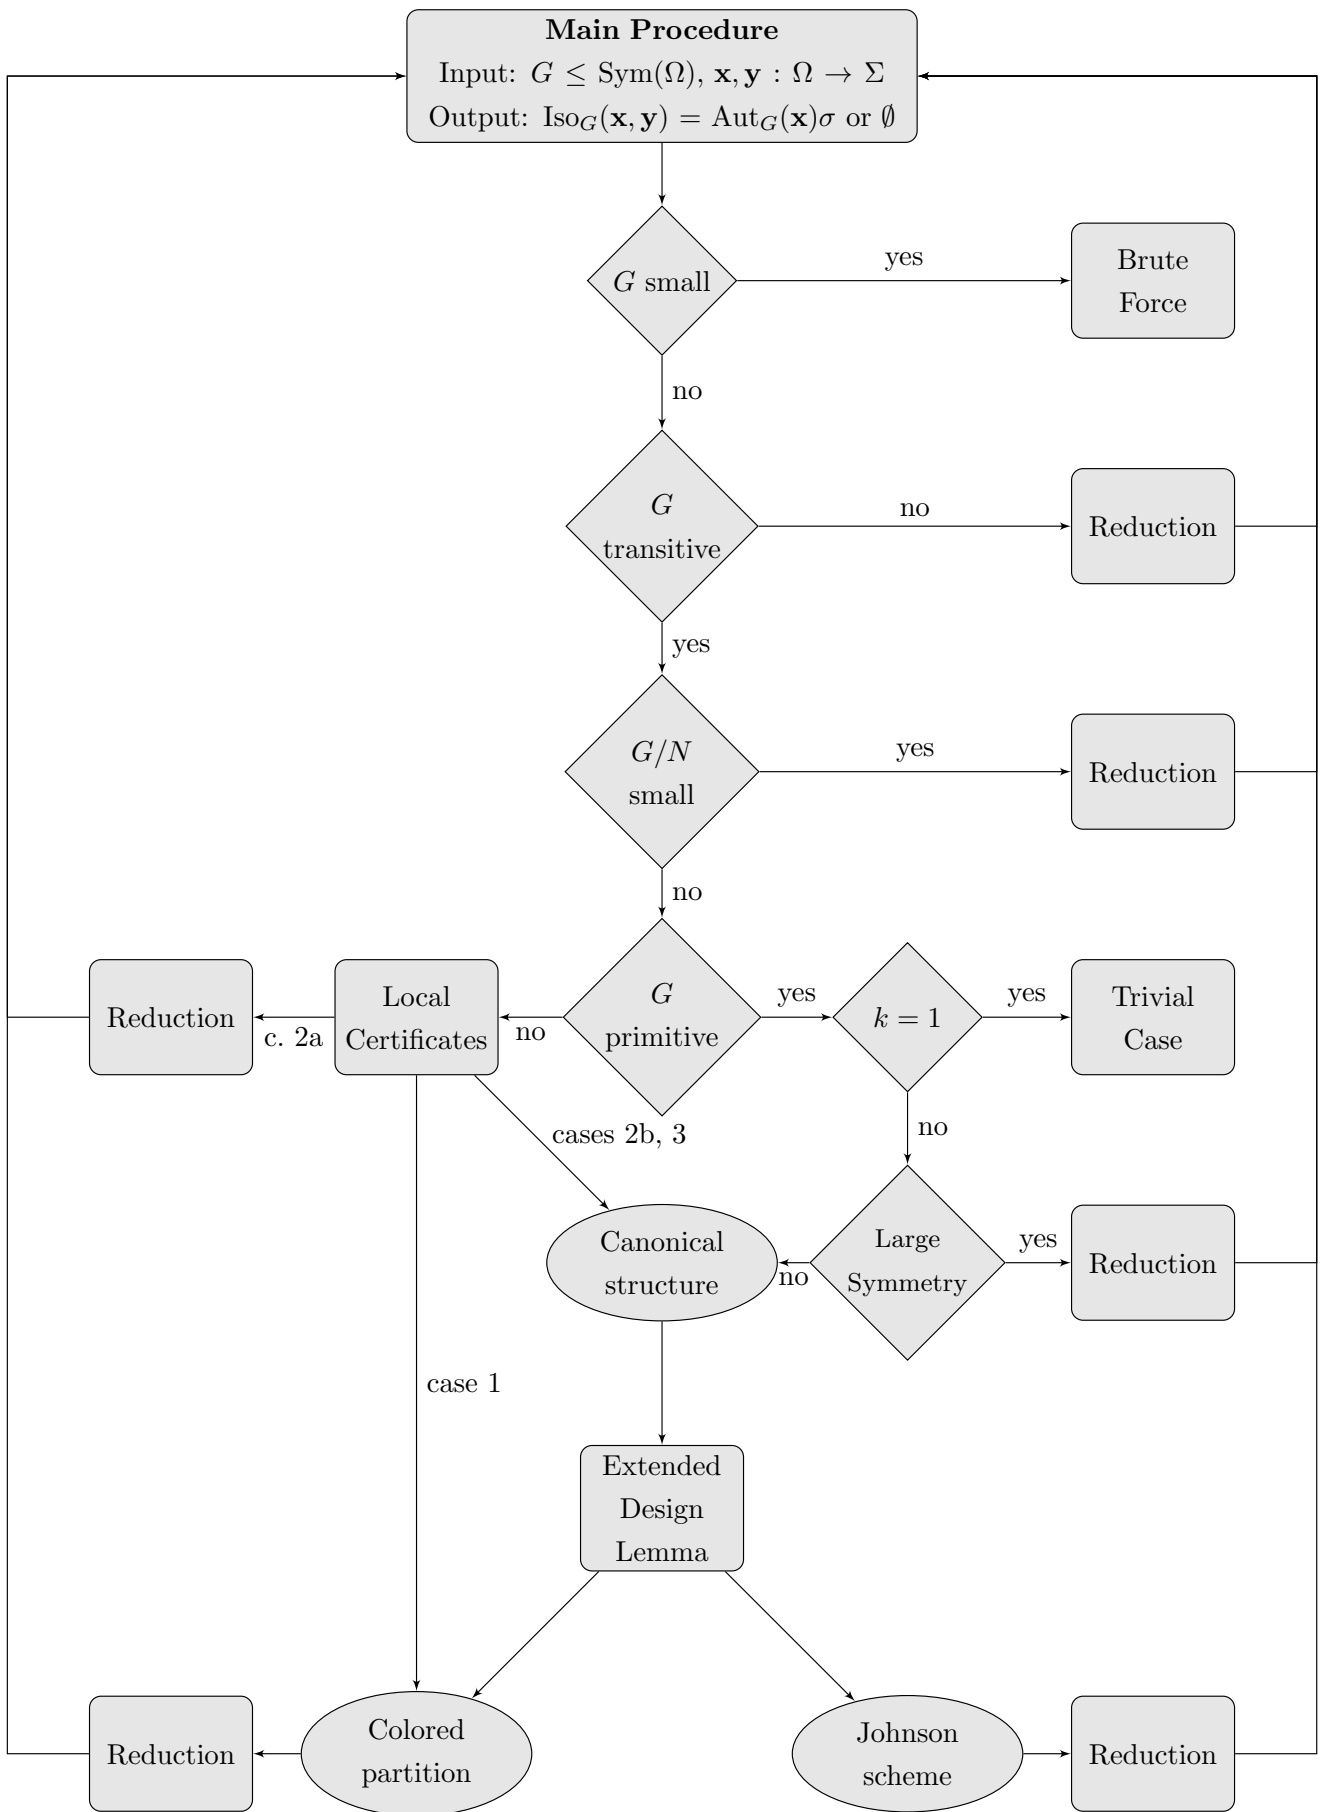 Main Procedure
Input: G ≤ Sym(Ω), x, y : Ω → Σ
Output: Iso_G(x, y) = Aut_G(x)σ or ∅
G small
yes
Brute
Force
no
G
transitive
no
Reduction
yes
G/N
small
yes
Reduction
no
Reduction
c. 2a
Local
Certificates
no
G
primitive
yes
k = 1
yes
Trivial
Case
no
cases 2b, 3
Canonical
structure
no
Large
Symmetry
yes
Reduction
case 1
Extended
Design
Lemma
Reduction
Colored
partition
Johnson
scheme
Reduction